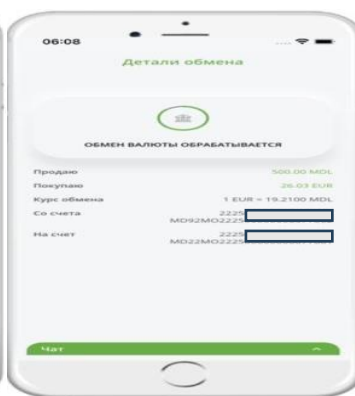 06:08
Детали обмена
ОБМЕН ВАЛЮТЫ ОБРАБАТЫВАЕТСЯ
Продаю 500.00 MDL
Покупаю 26.03 EUR
Курс обмена 1 EUR = 19.2100 MDL
Со счета 2225
MD92MO2225
На счет 2225
MD22MO2225
Чат